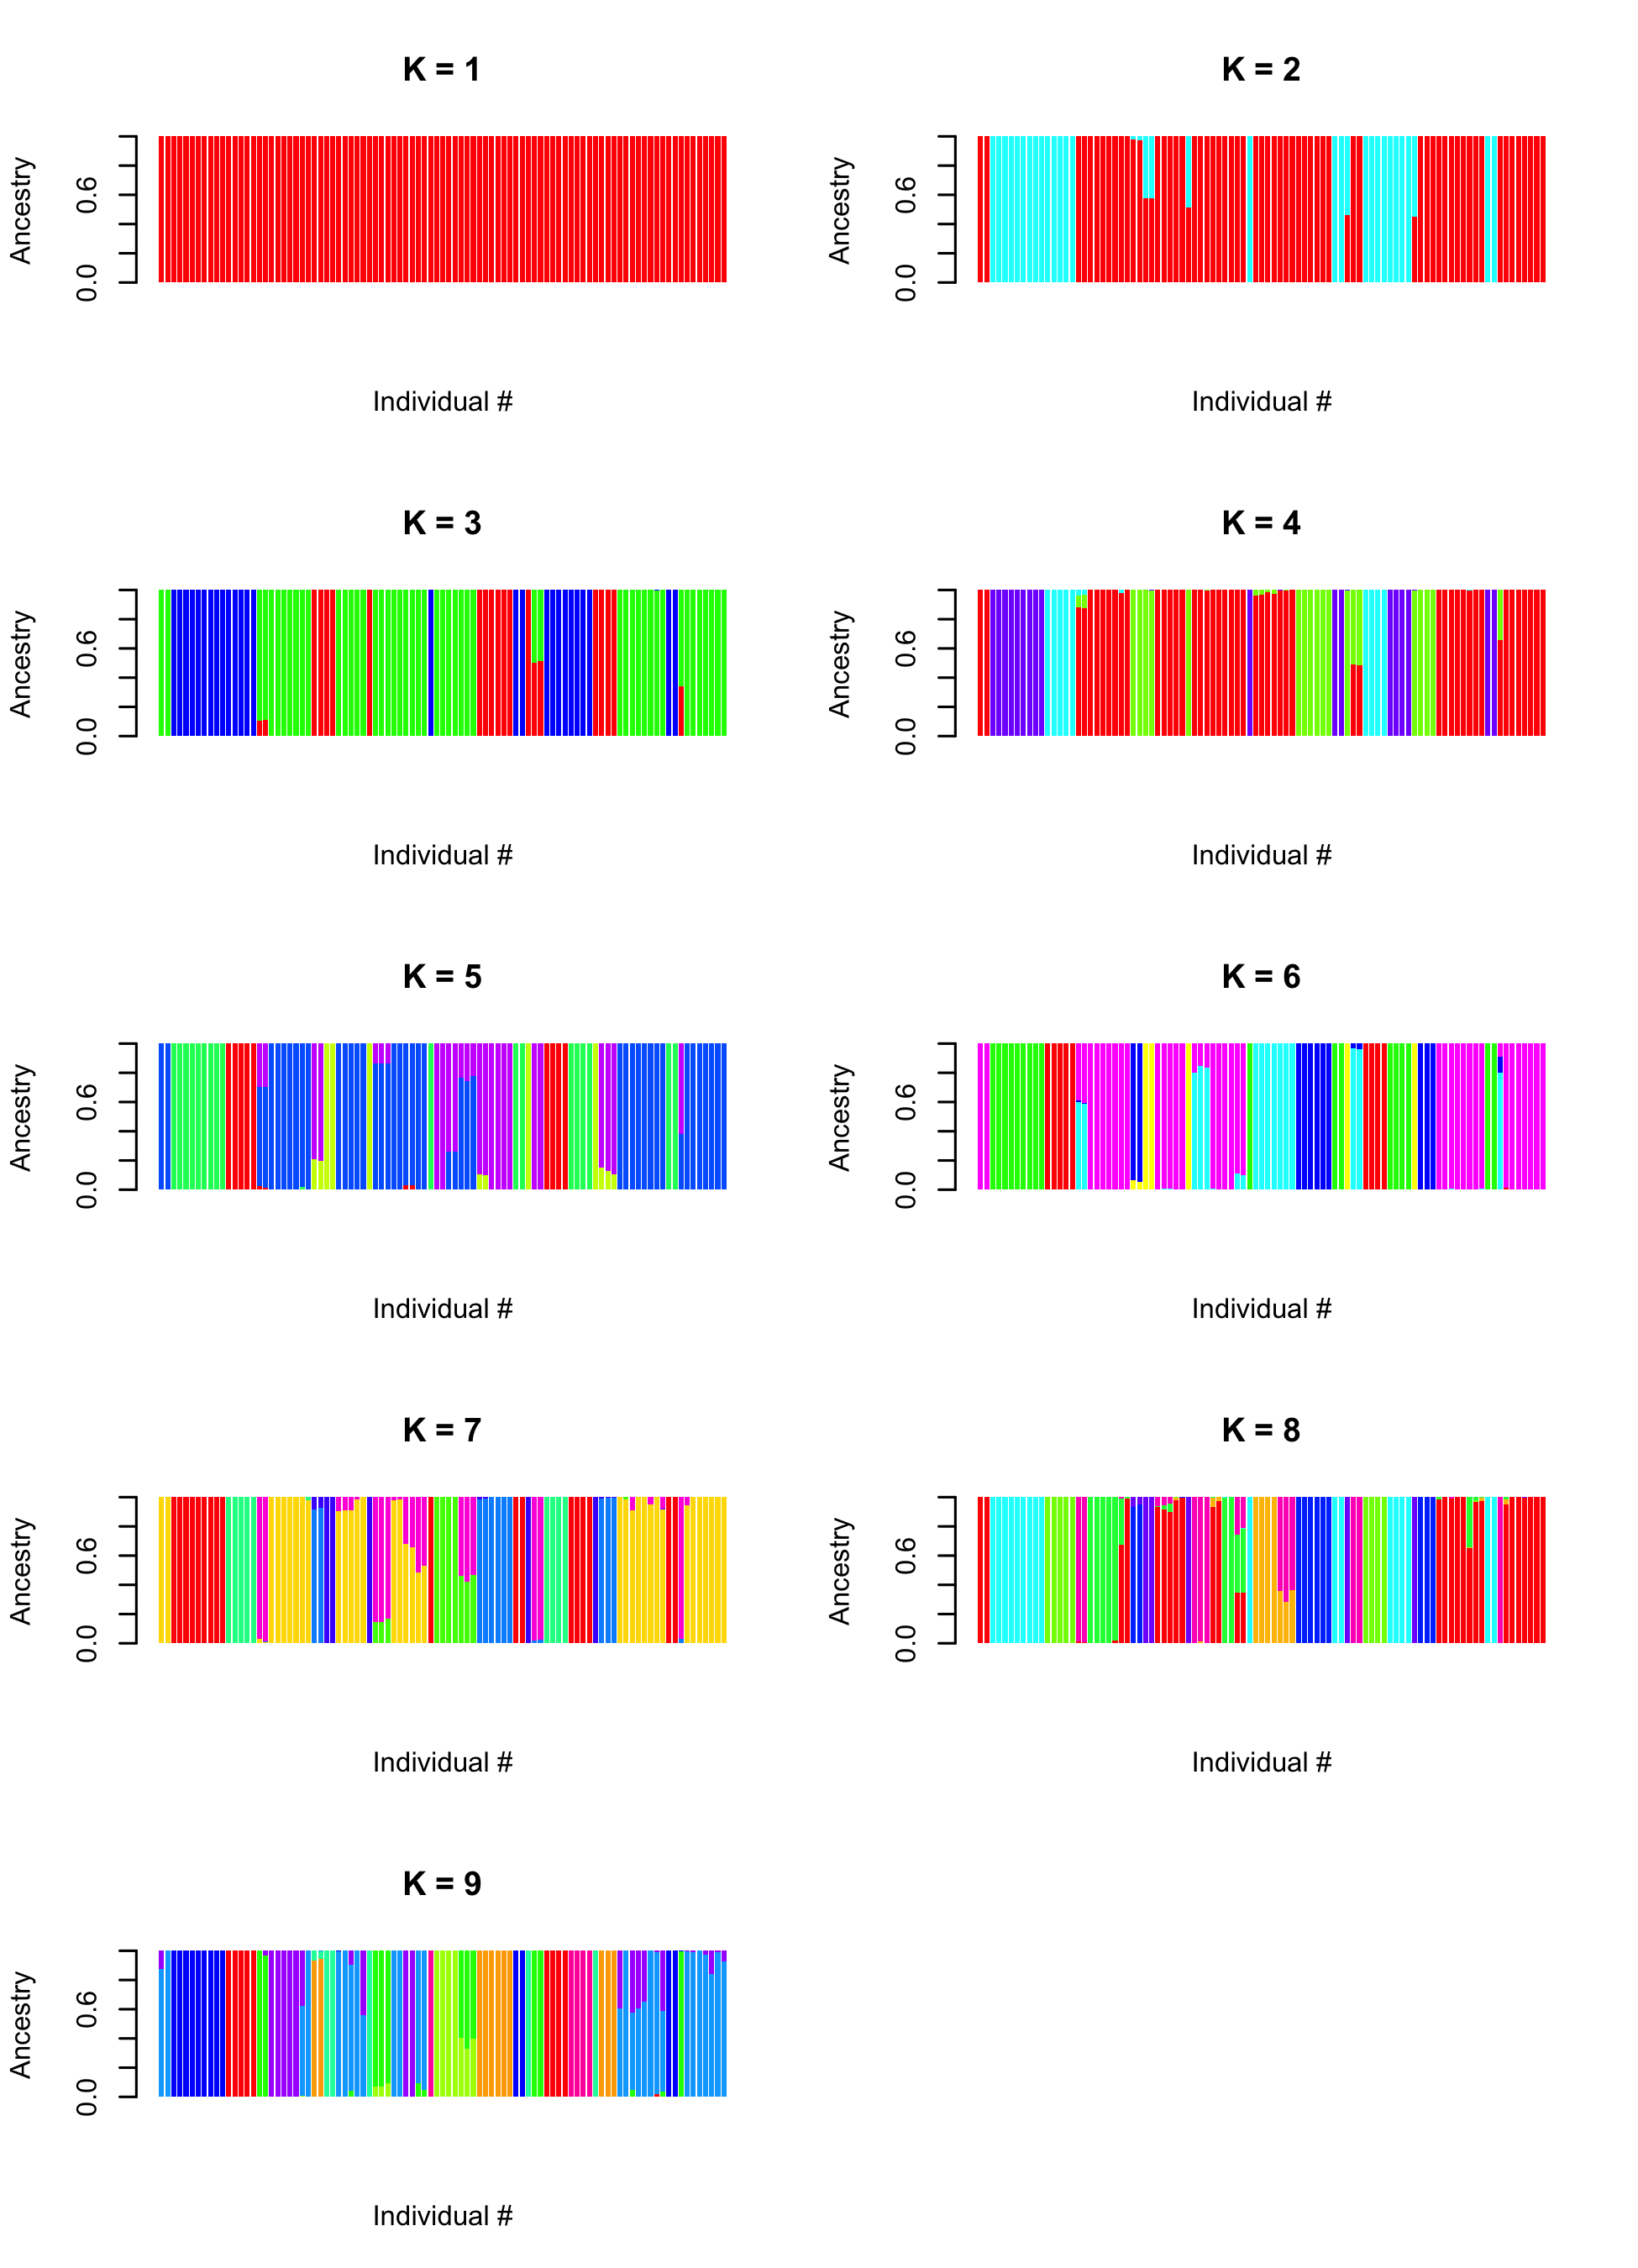 K = 1
Ancestry
0.6
0.0
Individual #
K = 2
Ancestry
0.6
0.0
Individual #
K = 3
Ancestry
0.6
0.0
Individual #
K = 4
Ancestry
0.6
0.0
Individual #
K = 5
Ancestry
0.6
0.0
Individual #
K = 6
Ancestry
0.6
0.0
Individual #
K = 7
Ancestry
0.6
0.0
Individual #
K = 8
Ancestry
0.6
0.0
Individual #
K = 9
Ancestry
0.6
0.0
Individual #